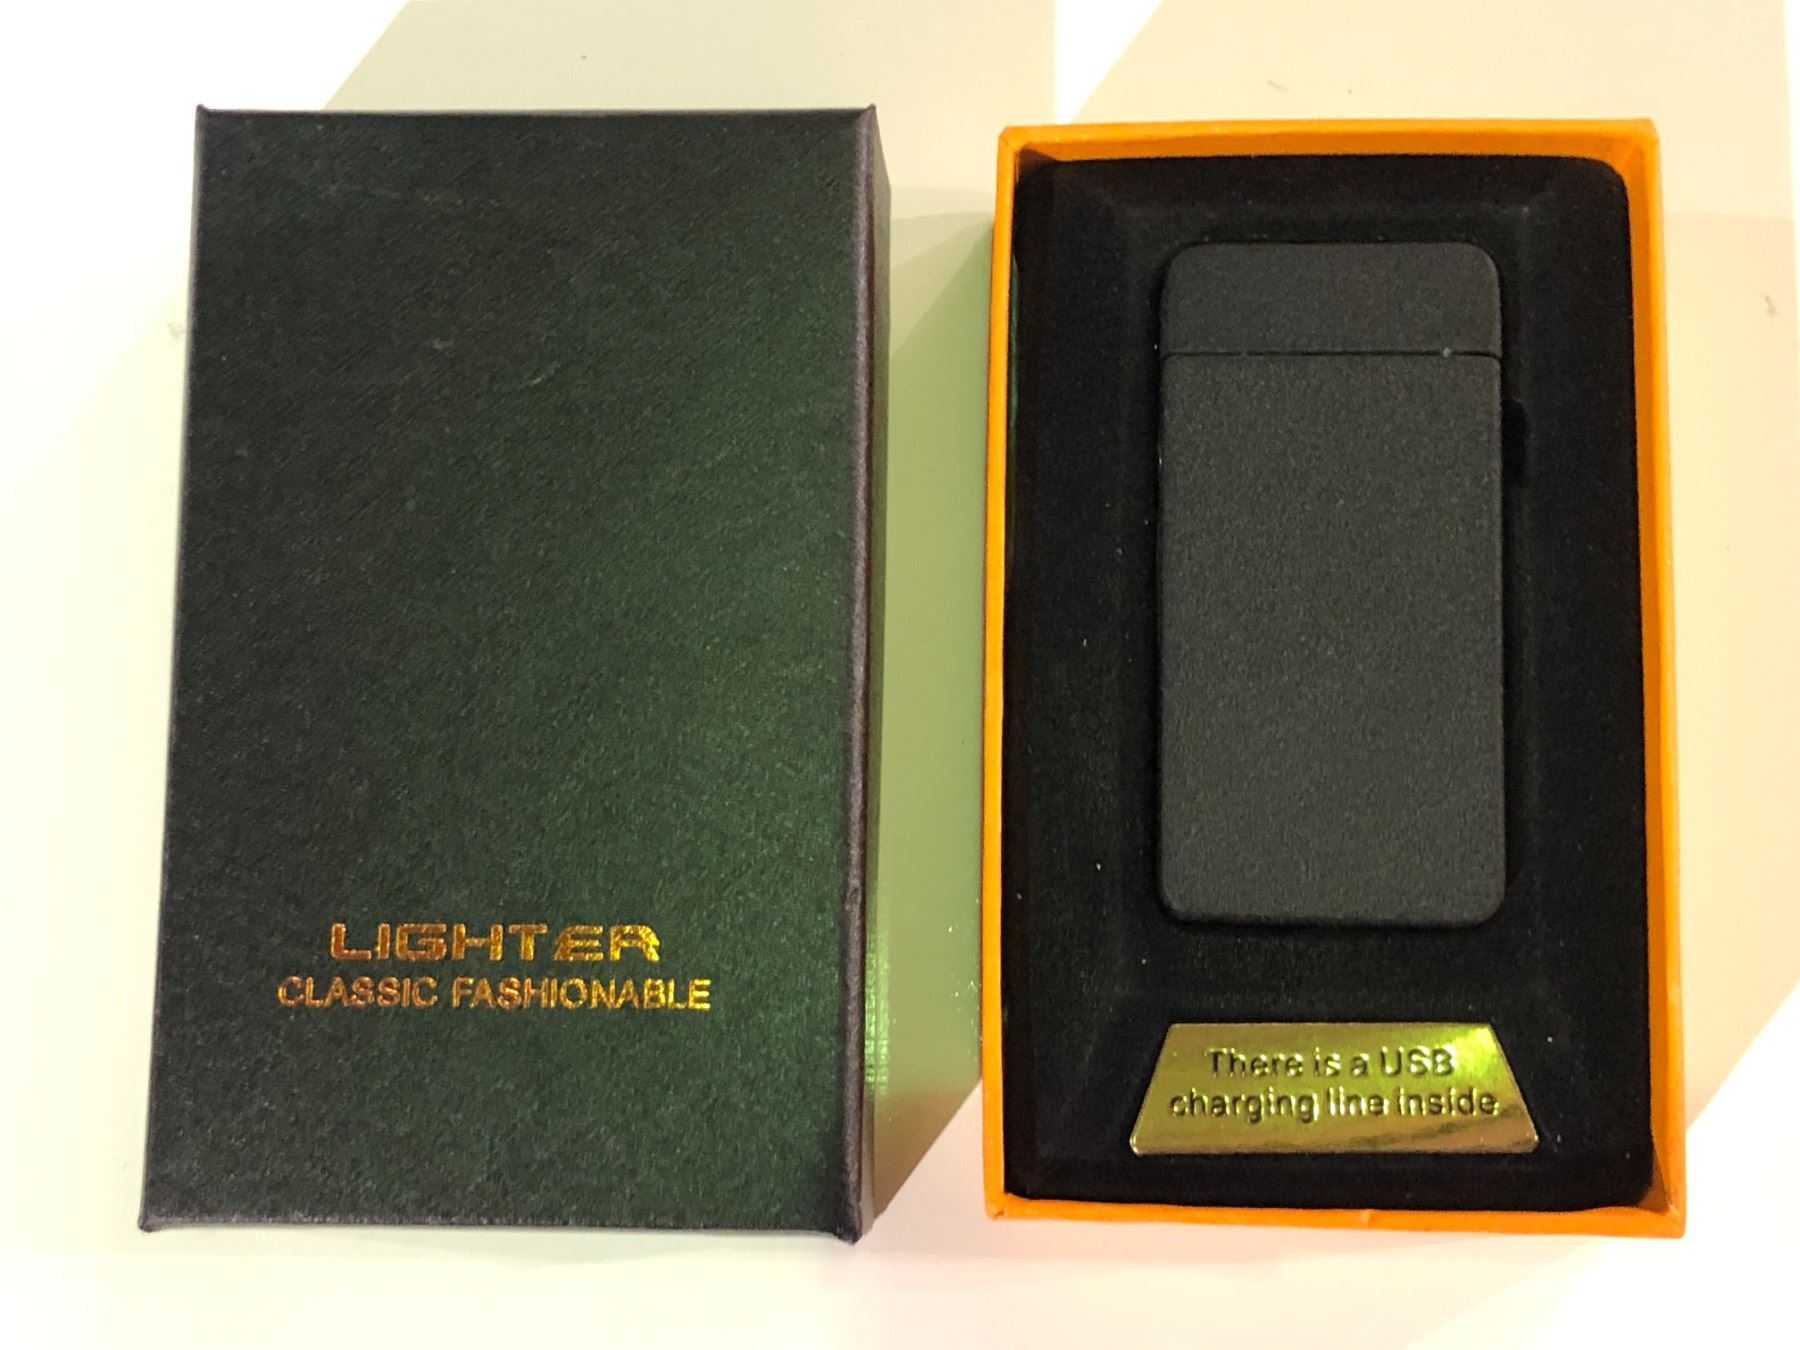 LIGHTER
CLASSIC FASHIONABLE
There is a USB
charging line inside